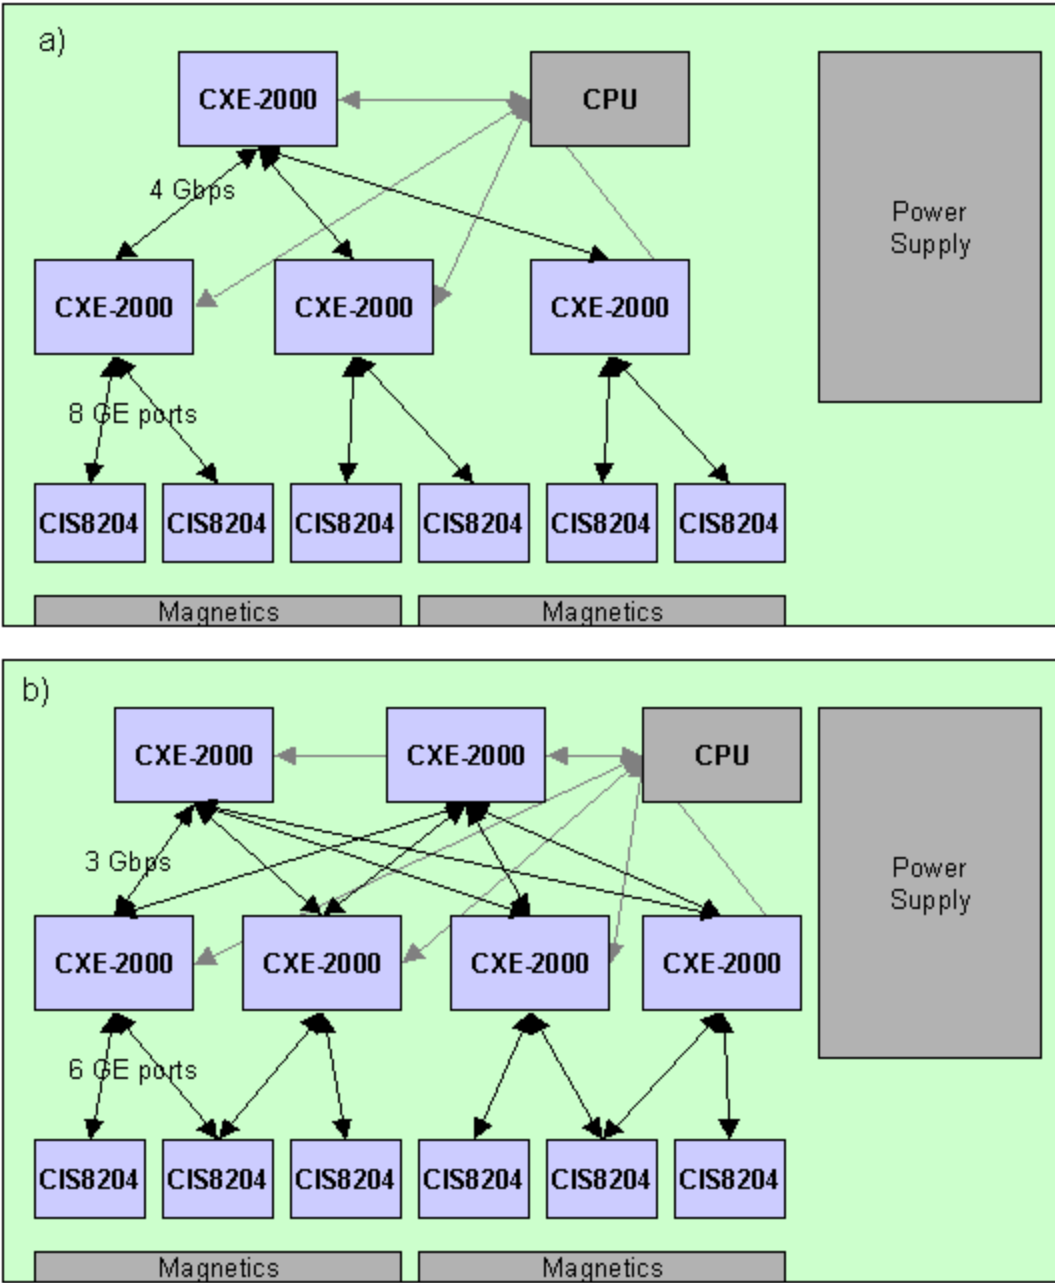 a)
CXE-2000
CPU
4 Gbps
Power
Supply
CXE-2000
CXE-2000
CXE-2000
8 GE ports
CIS8204
CIS8204
CIS8204
CIS8204
CIS8204
CIS8204
Magnetics
Magnetics
b)
CXE-2000
CXE-2000
CPU
3 Gbps
Power
Supply
CXE-2000
CXE-2000
CXE-2000
CXE-2000
6 GE ports
CIS8204
CIS8204
CIS8204
CIS8204
CIS8204
CIS8204
Magnetics
Magnetics